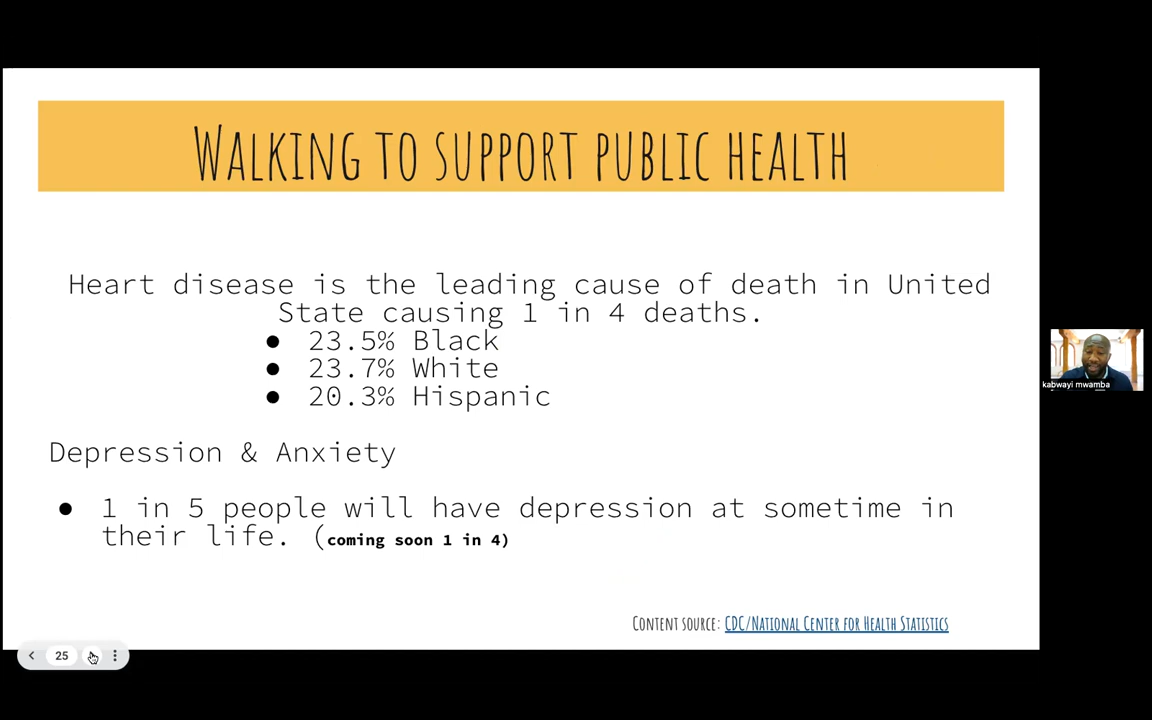 WALKING TO SUPPORT PUBLIC HEALTH
Heart disease is the leading cause of death in United
State causing 1 in 4 deaths.
● 23.5% Black
● 23.7% White
● 20.3% Hispanic
kabwayi mwamba
Depression & Anxiety
● 1 in 5 people will have depression at sometime in
their life. (coming soon 1 in 4)
CONTENT SOURCE: CDC/NATIONAL CENTER FOR HEALTH STATISTICS
25